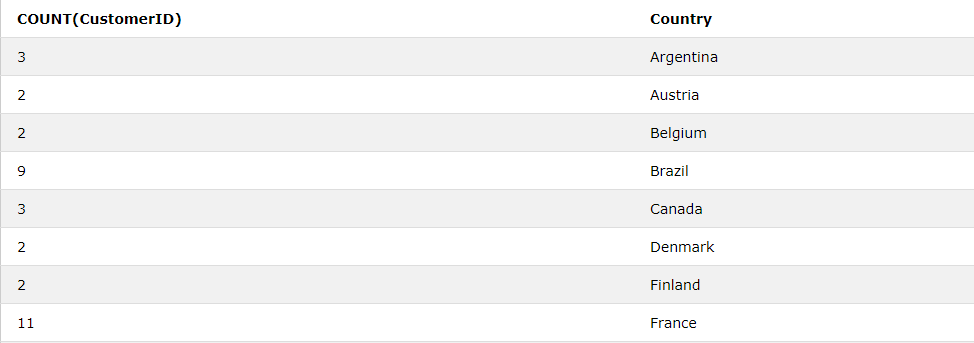 COUNT(CustomerID) Country
3 Argentina
2 Austria
2 Belgium
9 Brazil
3 Canada
2 Denmark
2 Finland
11 France